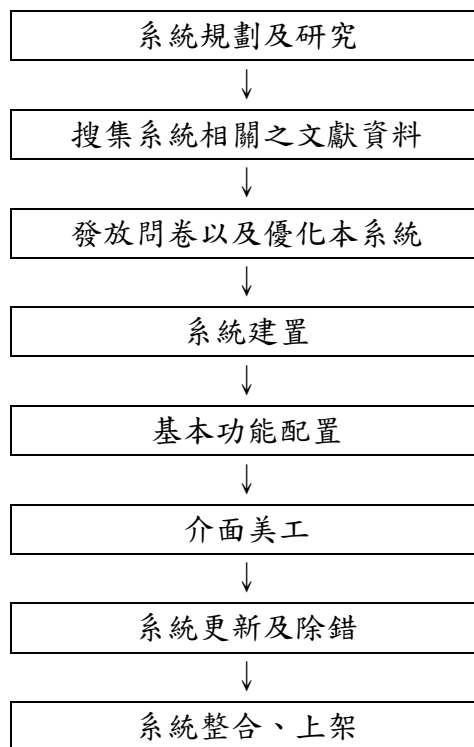 系統規劃及研究
↓
搜集系統相關之文獻資料
↓
發放問卷以及優化本系統
↓
系統建置
↓
基本功能配置
↓
介面美工
↓
系統更新及除錯
↓
系統整合、上架